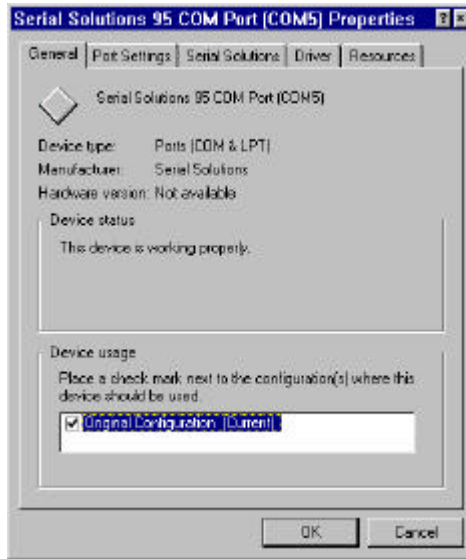 Serial Solutions 95 COM Port (COM5) Properties
General Port Settings Serial Solutions Driver Resources
Serial Solutions 95 COM Port (COM5)
Device type: Ports (COM & LPT)
Manufacturer: Serial Solutions
Hardware version: Not available
Device status
This device is working properly.
Device usage
Place a check mark next to the configuration(s) where this
device should be used.
Original Configuration (Current)
OK Cancel